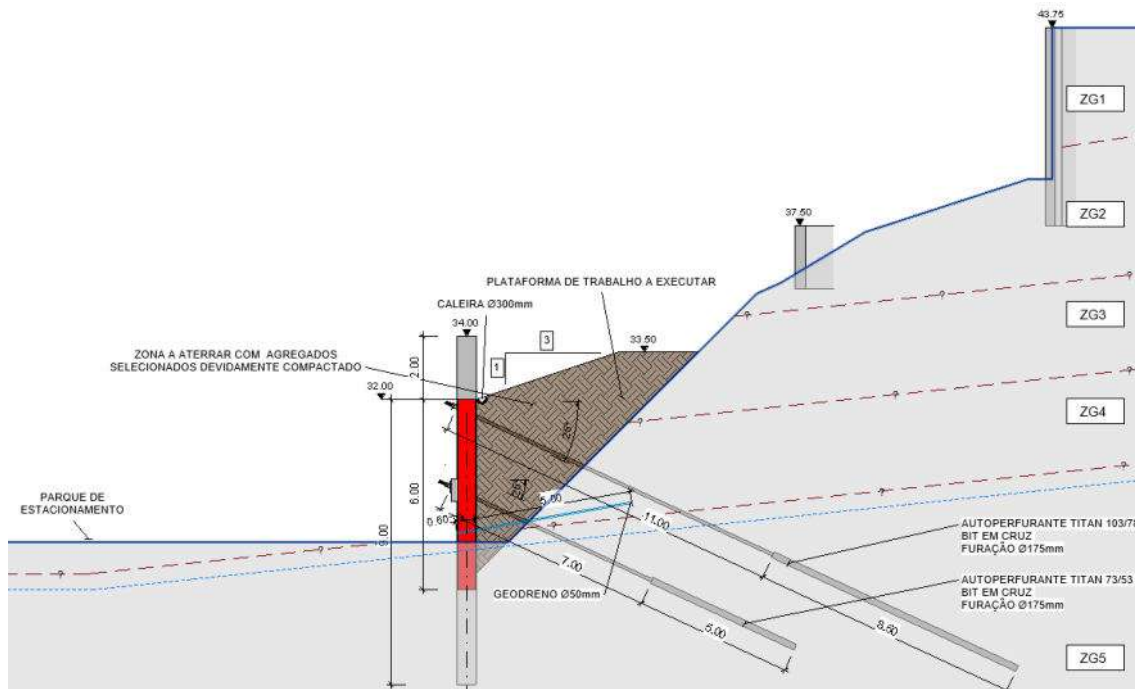 43.75
ZG1
37.50
ZG2
PLATAFORMA DE TRABALHO A EXECUTAR
CALEIRA Ø300mm
34.00
3
33.50
1
ZONA A ATERRAR COM AGREGADOS
SELECIONADOS DEVIDAMENTE COMPACTADO
2.00
32.00
ZG3
?
?
?
25°
ZG4
?
?
?
PARQUE DE
ESTACIONAMENTO
6.00
9.00
25°
5.00
0.60
11.00
?
?
?
?
?
7.00
GEODRENO Ø50mm
5.00
8.50
AUTOPERFURANTE TITAN 103/78
BIT EM CRUZ
FURAÇÃO Ø175mm
AUTOPERFURANTE TITAN 73/53
BIT EM CRUZ
FURAÇÃO Ø175mm
ZG5